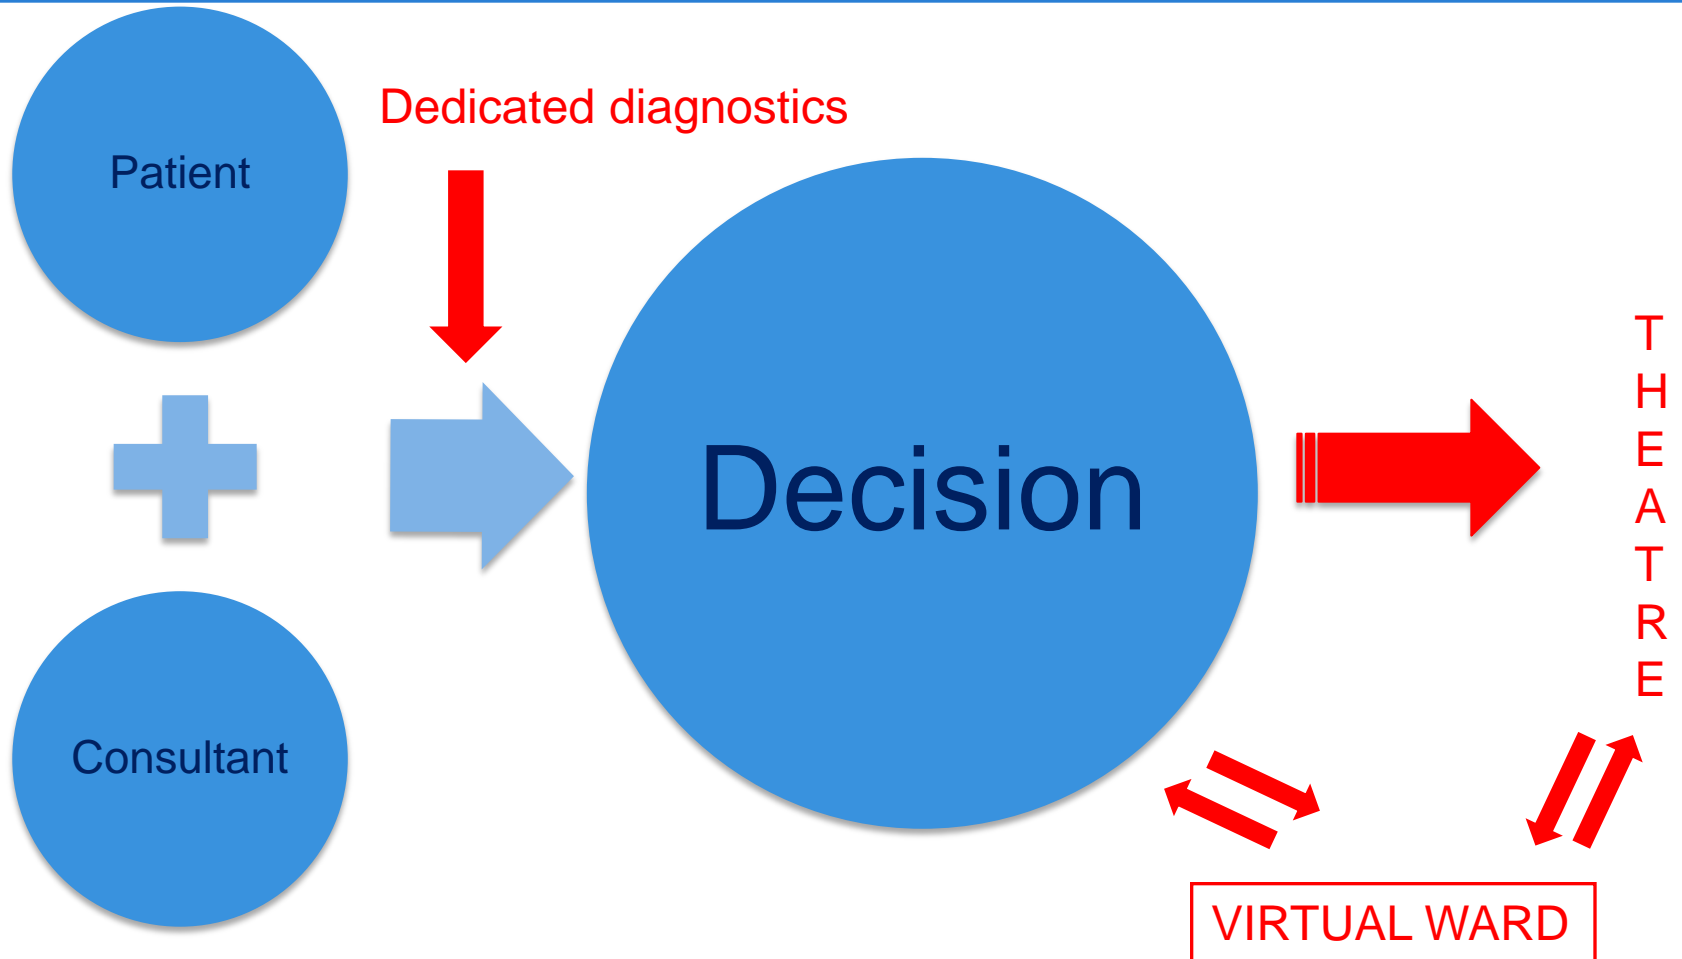 Dedicated diagnostics
Patient
Decision
Consultant
T
H
E
A
T
R
E
VIRTUAL WARD